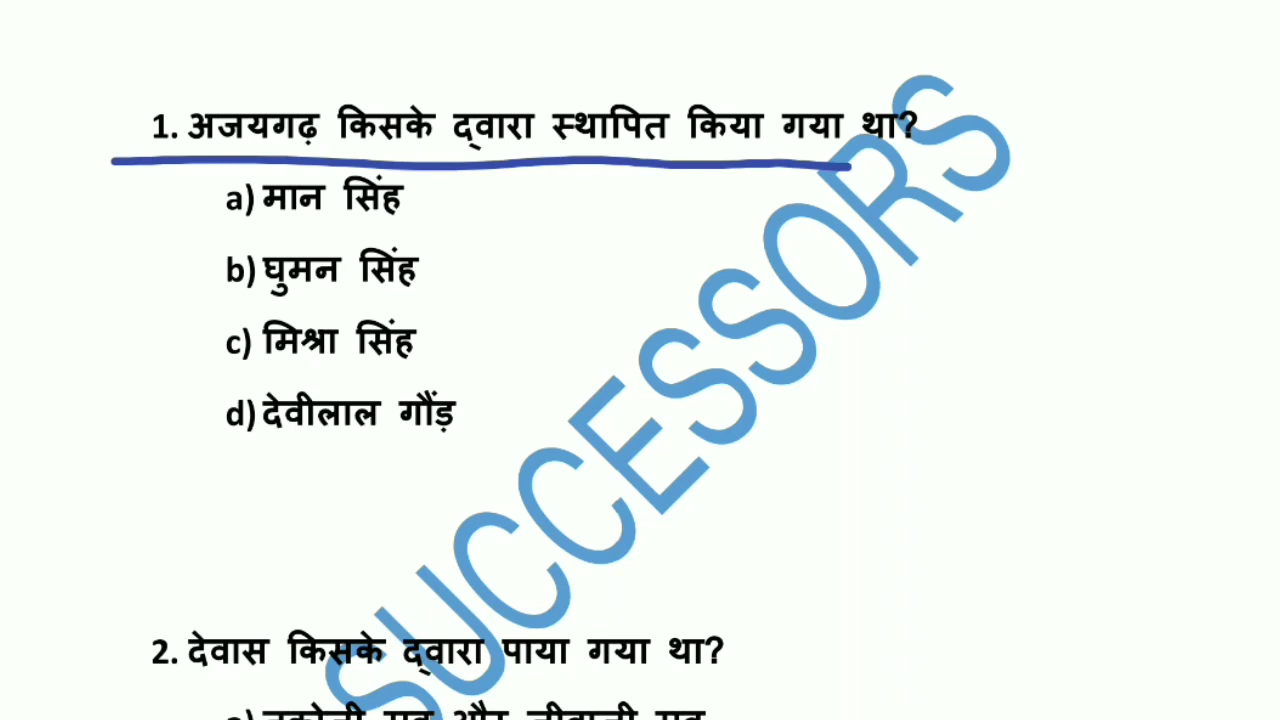 1. अजयगढ़ किसके द्वारा स्थापित किया गया था?
a) मान सिंह
b) घुमन सिंह
c) मिश्रा सिंह
d) देवीलाल गौंड़
2. देवास किसके द्वारा पाया गया था?
SUCCESSORS